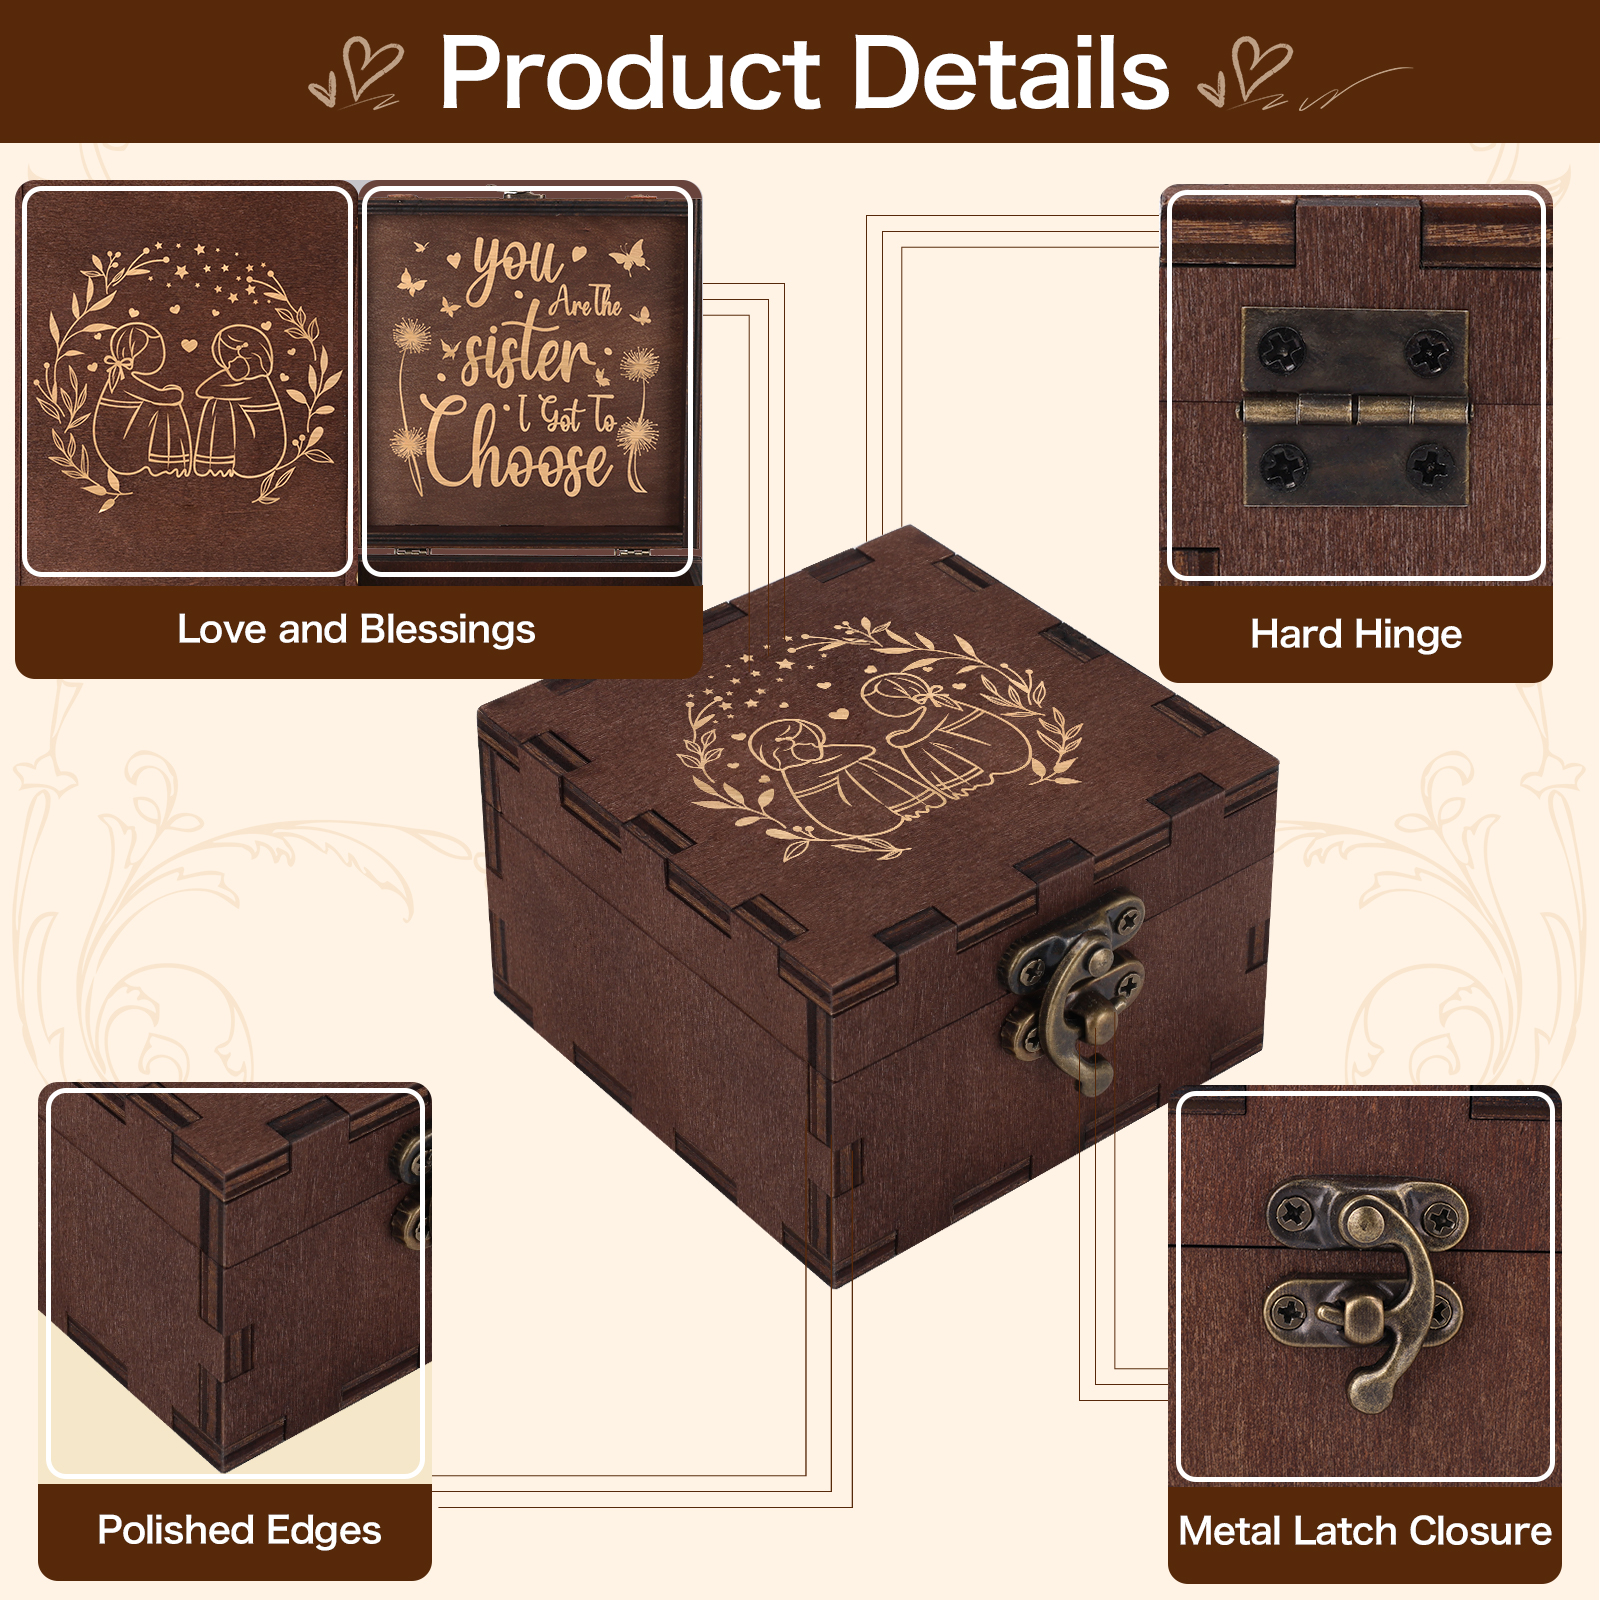 Product Details
you
Are The
sister
I Got To
Choose
Love and Blessings
Hard Hinge
Polished Edges
Metal Latch Closure